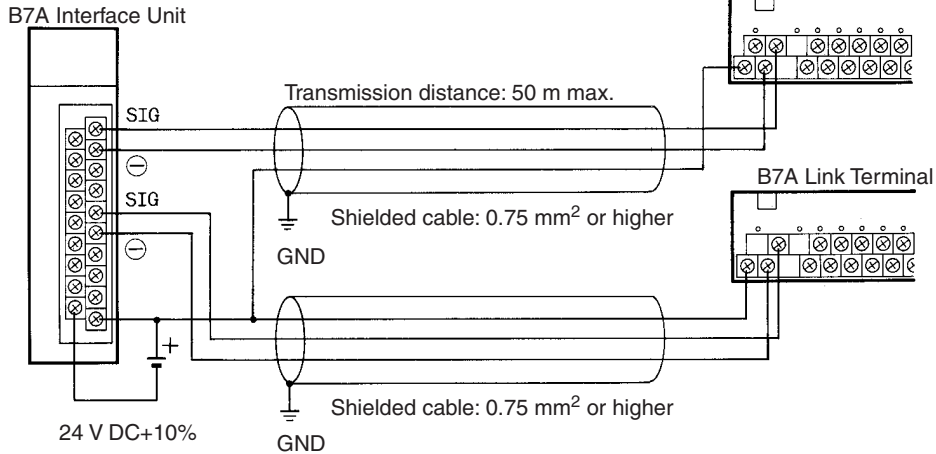 B7A Interface Unit
Transmission distance: 50 m max.
SIG
⊖
B7A Link Terminal
SIG
Shielded cable: 0.75 mm² or higher
GND
⊖
+
Shielded cable: 0.75 mm² or higher
24 V DC+10%
GND